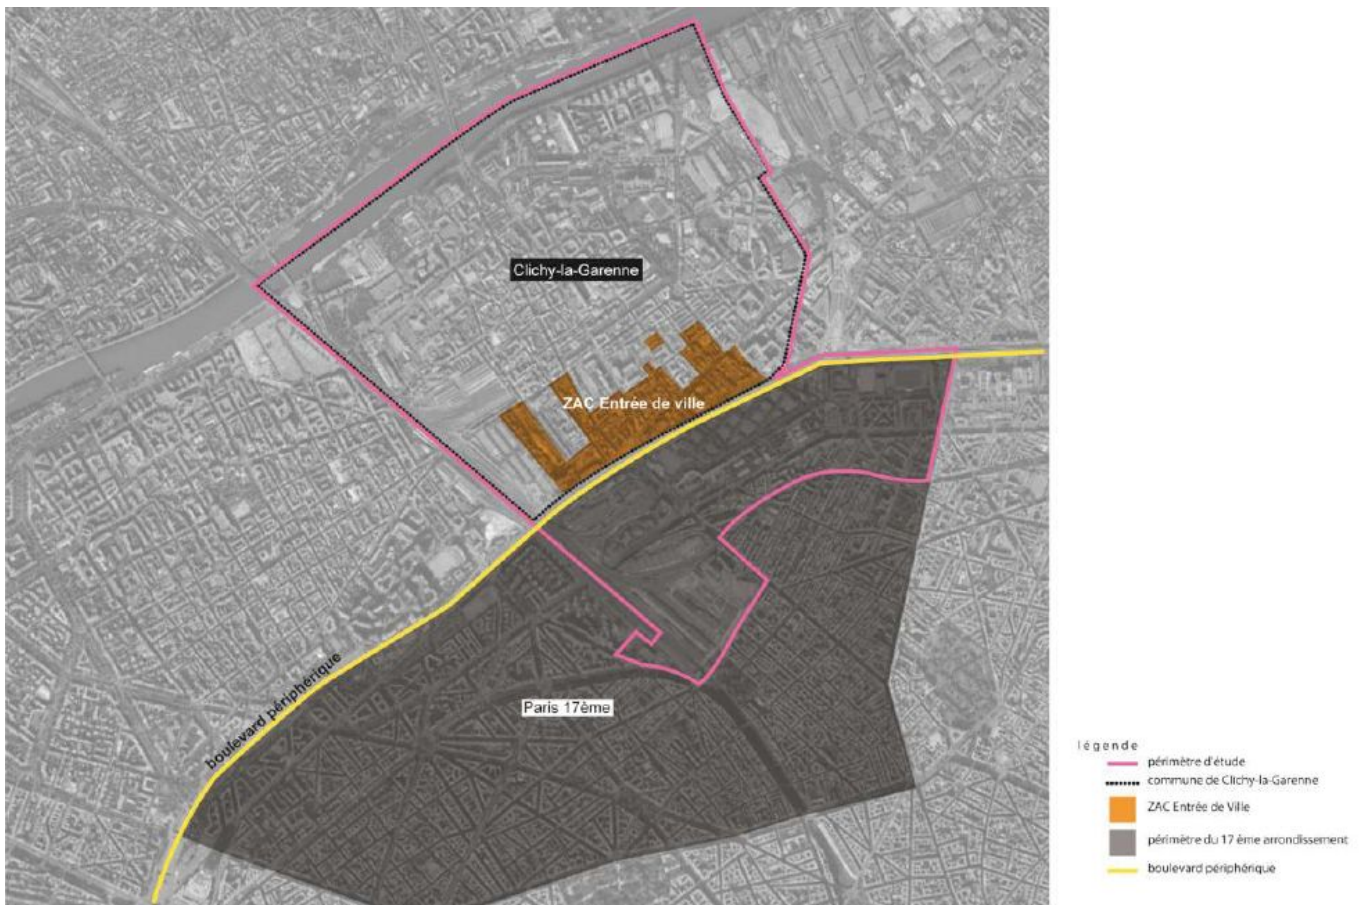 Clichy-la-Garenne
ZAC Entrée de ville
boulevard périphérique
Paris 17ème
légende
périmètre d'étude
commune de Clichy-la-Garenne
ZAC Entrée de Ville
périmètre du 17 ème arrondissement
boulevard périphérique